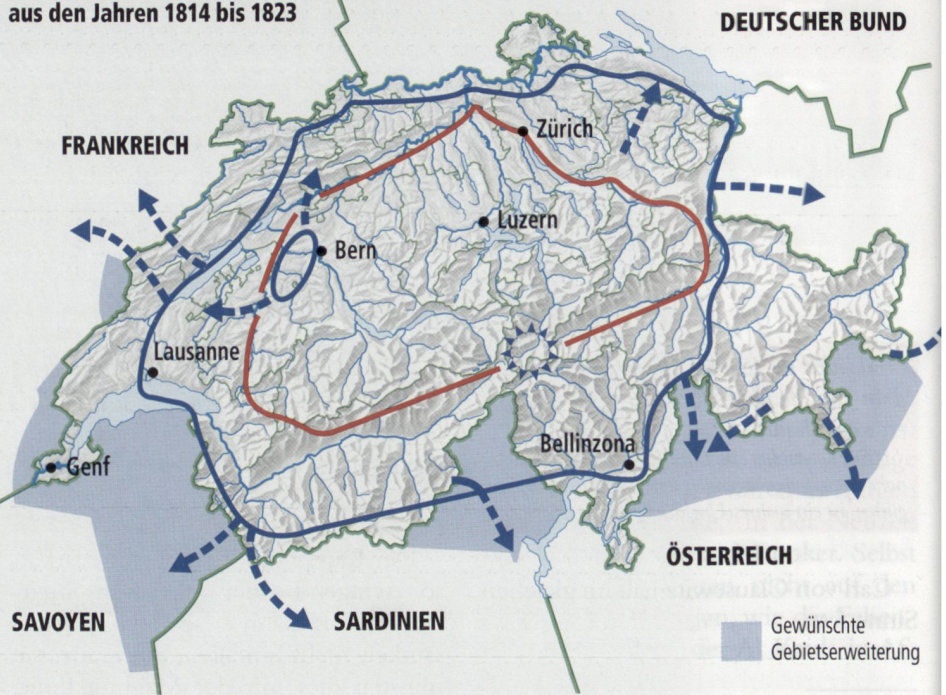 aus den Jahren 1814 bis 1823
DEUTSCHER BUND
FRANKREICH
Zürich
Luzern
Bern
Lausanne
Bellinzona
Genf
ÖSTERREICH
SAVOYEN
SARDINIEN
Gewünschte
Gebietserweiterung